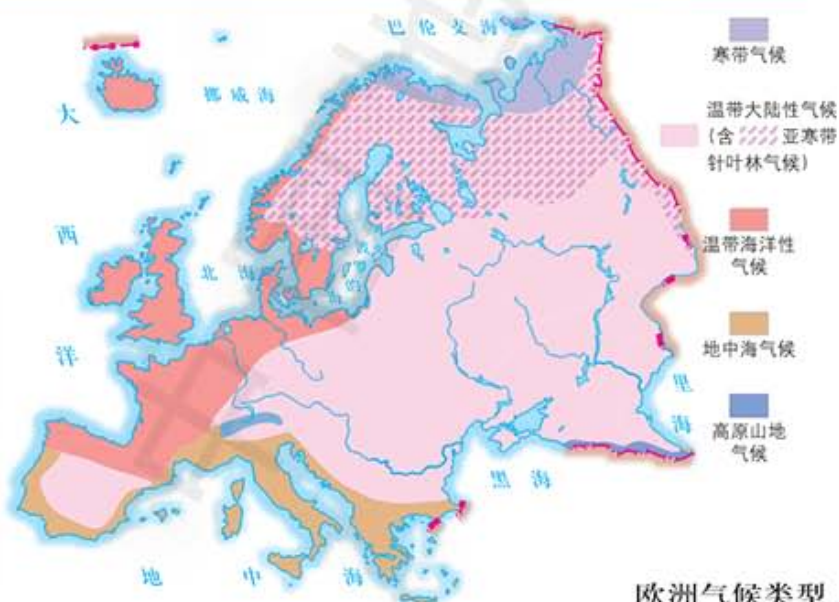 巴伦支海
挪威海
大
西
洋
北海
波罗的海
里
海
黑海
地中海
寒带气候
温带大陆性气候
(含 亚寒带
针叶林气候)
温带海洋性
气候
地中海气候
高原山地
气候
欧洲气候类型